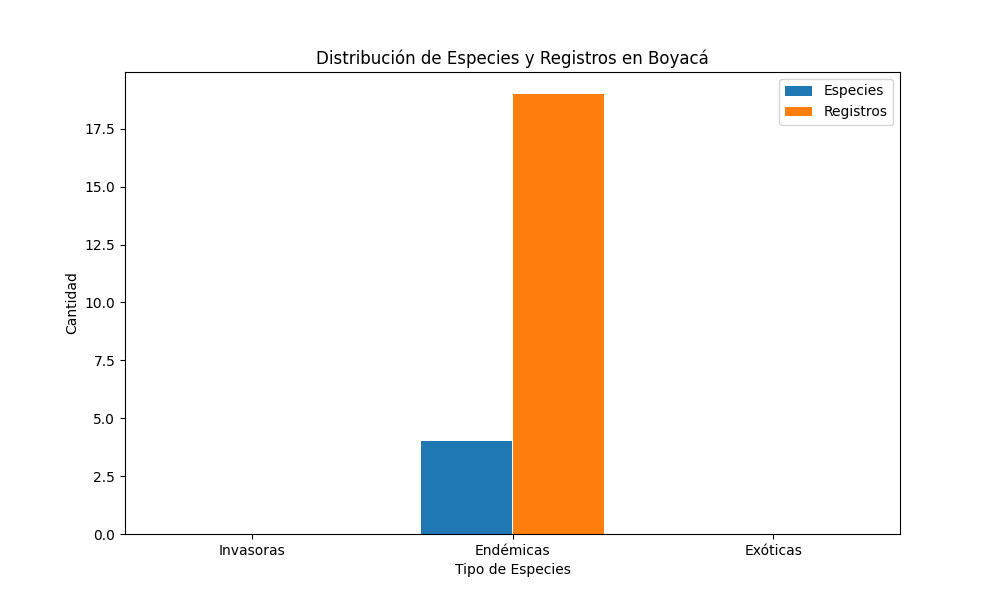 Distribución de Especies y Registros en Boyacá
Especies
Registros
Cantidad
17.5
15.0
12.5
10.0
7.5
5.0
2.5
0.0
Invasoras
Endémicas
Exóticas
Tipo de Especies